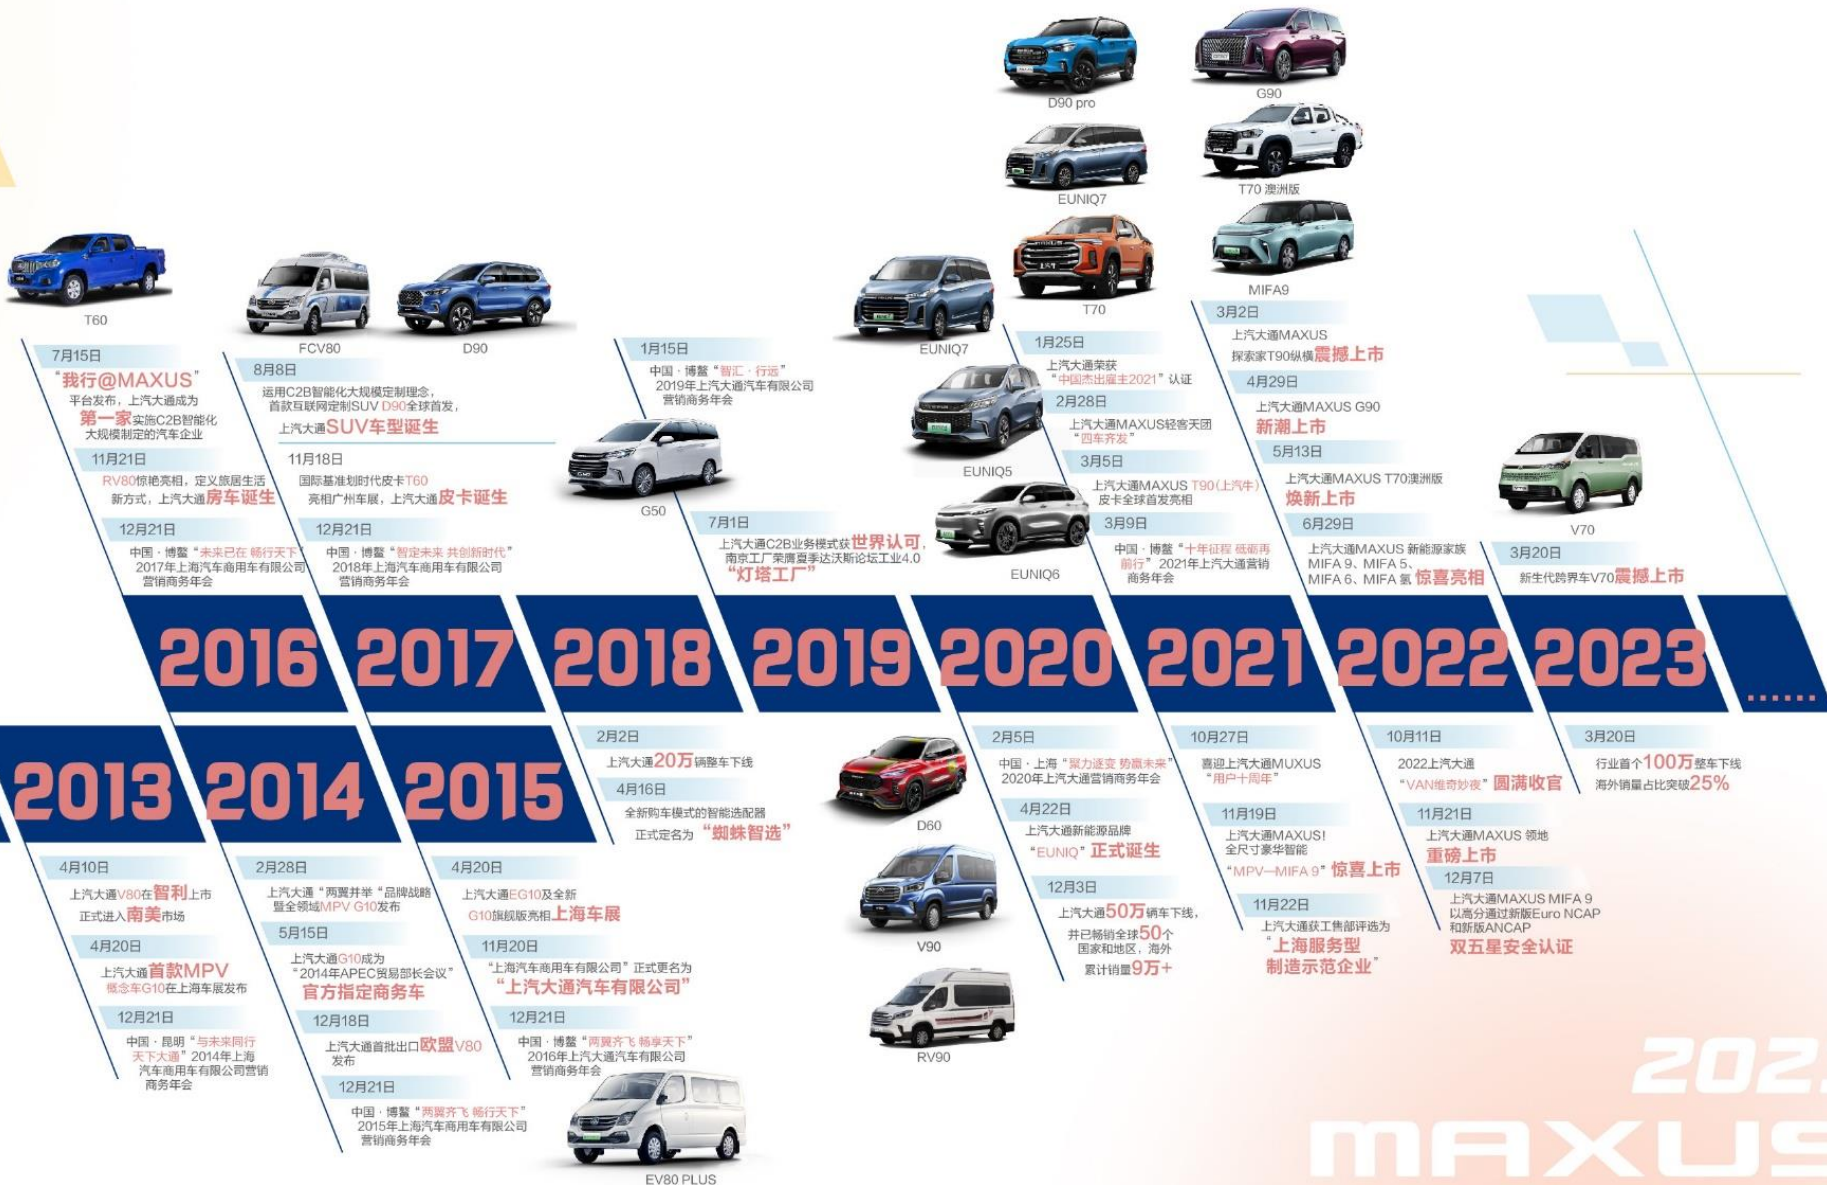 D90 pro
G90
EUNIQ7
T70 澳洲版
T70
MIFA9
T60
FCV80
D90
EUNIQ7
EUNIQ5
EUNIQ6
G50
V70
7月15日
“我行@MAXUS”
平台发布，上汽大通成为
第一家实施C2B智能化
大规模制定的汽车企业
11月21日
RV80惊艳亮相，定义旅居生活
新方式，上汽大通房车诞生
12月21日
中国·博鳌“未来已在 畅行天下”
2017年上海汽车商用车有限公司
营销商务年会
8月8日
运用C2B智能化大规模定制理念，
首款互联网定制SUV D90全球首发，
上汽大通SUV车型诞生
11月18日
国际基准划时代皮卡T60
亮相广州车展，上汽大通皮卡诞生
12月21日
中国·博鳌“智定未来 共创新时代”
2018年上海汽车商用车有限公司
营销商务年会
1月15日
中国·博鳌“智汇·行远”
2019年上汽大通汽车有限公司
营销商务年会
7月1日
上汽大通C2B业务模式获世界认可，
南京工厂荣膺夏季达沃斯论坛工业4.0
“灯塔工厂”
1月25日
上汽大通荣获
“中国杰出雇主2021”认证
2月28日
上汽大通MAXUS轻客天团
“四车齐发”
3月5日
上汽大通MAXUS T90(上汽牛)
皮卡全球首发亮相
3月9日
中国·博鳌“十年征程 砥砺再
前行”2021年上汽大通营销
商务年会
3月2日
上汽大通MAXUS
探索家T90纵横震撼上市
4月29日
上汽大通MAXUS G90
新潮上市
5月13日
上汽大通MAXUS T70澳洲版
焕新上市
6月29日
上汽大通MAXUS 新能源家族
MIFA 9、MIFA 5、
MIFA 6、MIFA 氢 惊喜亮相
3月20日
新生代跨界车V70震撼上市
2016
2017
2018
2019
2020
2021
2022
2023
......
2013
2014
2015
4月10日
上汽大通V80在智利上市
正式进入南美市场
4月20日
上汽大通首款MPV
概念车G10在上海车展发布
12月21日
中国·昆明“与未来同行
天下大通”2014年上海
汽车商用车有限公司营销
商务年会
2月28日
上汽大通“两翼并举“品牌战略
暨全领域MPV G10发布
5月15日
上汽大通G10成为
“2014年APEC贸易部长会议”
官方指定商务车
12月18日
上汽大通首批出口欧盟V80
发布
12月21日
中国·博鳌“两翼齐飞 畅行天下”
2015年上海汽车商用车有限公司
营销商务年会
4月20日
上汽大通EG10及全新
G10旗舰版亮相上海车展
11月20日
“上海汽车商用车有限公司”正式更名为
“上汽大通汽车有限公司”
12月21日
中国·博鳌“两翼齐飞 畅享天下”
2016年上汽大通汽车有限公司
营销商务年会
EV80 PLUS
2月2日
上汽大通20万辆整车下线
4月16日
全新购车模式的智能选配器
正式定名为“蜘蛛智选”
D60
V90
RV90
2月5日
中国·上海“聚力逐变 势赢未来”
2020年上汽大通营销商务年会
4月22日
上汽大通新能源品牌
“EUNIQ”正式诞生
12月3日
上汽大通50万辆车下线，
并已畅销全球50个
国家和地区，海外
累计销量9万+
10月27日
喜迎上汽大通MUXUS
“用户十周年”
11月19日
上汽大通MAXUS！
全尺寸豪华智能
“MPV—MIFA 9”惊喜上市
11月22日
上汽大通获工售部评选为
“上海服务型
制造示范企业”
10月11日
2022上汽大通
“VAN维奇妙夜”圆满收官
11月21日
上汽大通MAXUS 领地
重磅上市
12月7日
上汽大通MAXUS MIFA 9
以高分通过新版Euro NCAP
和新版ANCAP
双五星安全认证
3月20日
行业首个100万整车下线
海外销量占比突破25%
202
MAXUS